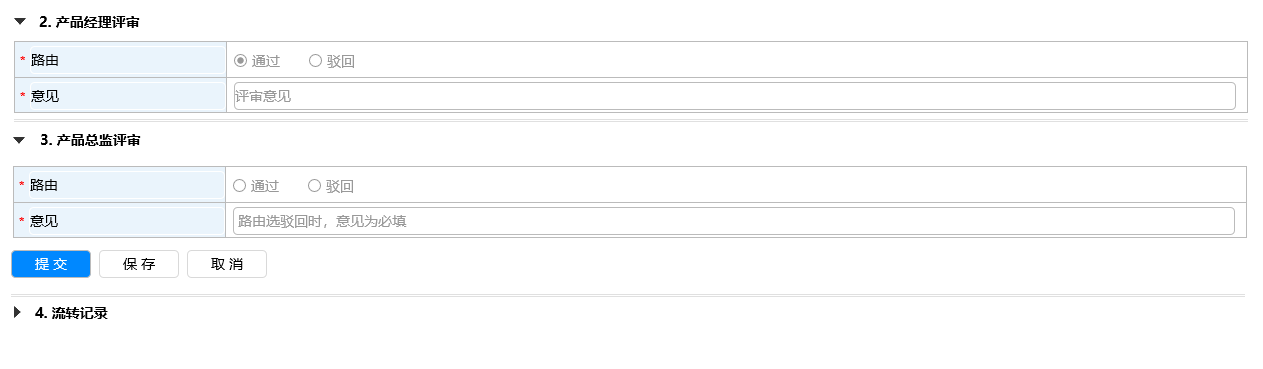 2. 产品经理评审
* 路由 通过 驳回
* 意见 评审意见
3. 产品总监评审
* 路由 通过 驳回
* 意见 路由选驳回时，意见为必填
提 交 保 存 取 消
4. 流转记录